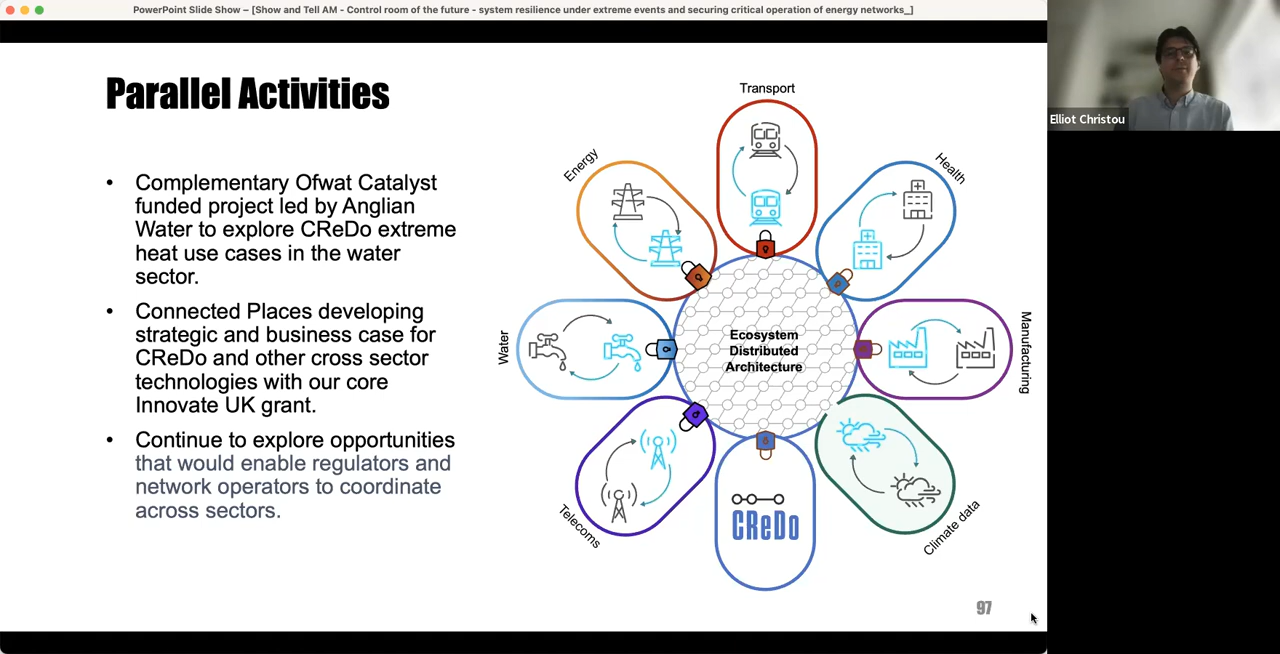 PowerPoint Slide Show – [Show and Tell AM - Control room of the future - system resilience under extreme events and securing critical operation of energy networks_]
Elliot Christou
Parallel Activities
• Complementary Ofwat Catalyst
funded project led by Anglian
Water to explore CReDo extreme
heat use cases in the water
sector.
• Connected Places developing
strategic and business case for
CReDo and other cross sector
technologies with our core
Innovate UK grant.
• Continue to explore opportunities
that would enable regulators and
network operators to coordinate
across sectors.
Transport
Energy
Health
Water
Ecosystem
Distributed
Architecture
Manufacturing
Telecoms
CReDo
Climate data
97